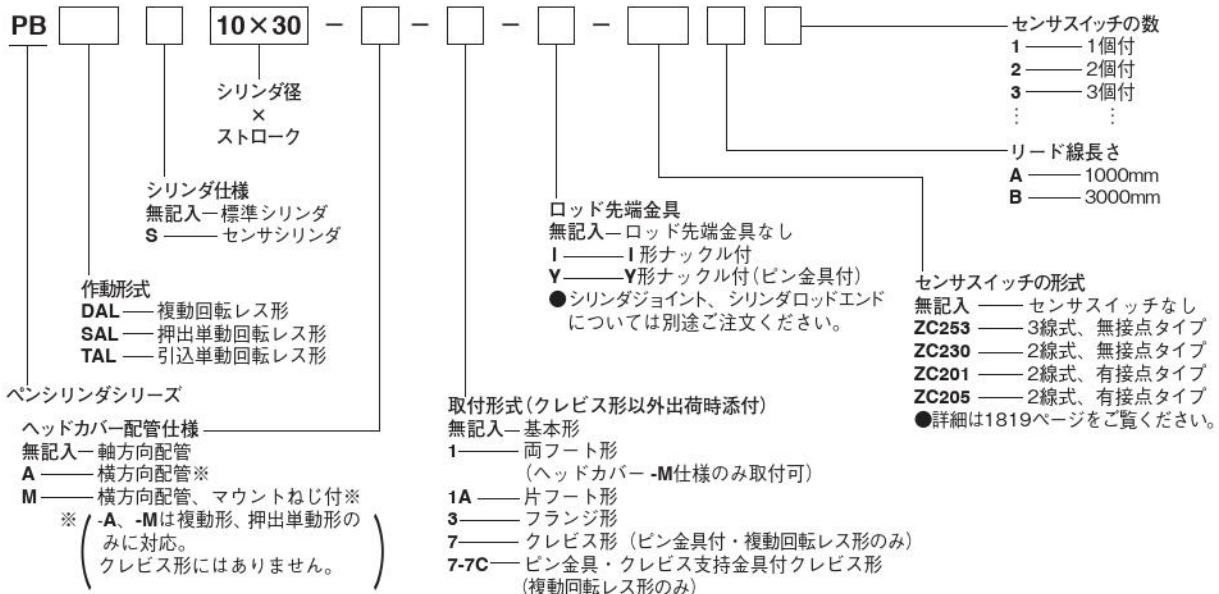 PB □ □ 10×30 － □ － □ － □ － □ □ □
シリンダ径
×
ストローク
シリンダ仕様
無記入―標準シリンダ
S―センサシリンダ
作動形式
DAL―複動回転レス形
SAL―押出単動回転レス形
TAL―引込単動回転レス形
ペンシリンダシリーズ
ヘッドカバー配管仕様
無記入―軸方向配管
A―横方向配管※
M―横方向配管、マウントねじ付※
※(-A、-Mは複動形、押出単動形の
みに対応。
クレビス形にはありません。)
取付形式(クレビス形以外出荷時添付)
無記入―基本形
1―両フート形
(ヘッドカバー -M仕様のみ取付可)
1A―片フート形
3―フランジ形
7―クレビス形(ピン金具付・複動回転レス形のみ)
7-7C―ピン金具・クレビス支持金具付クレビス形
(複動回転レス形のみ)
ロッド先端金具
無記入―ロッド先端金具なし
I―I形ナックル付
Y―Y形ナックル付(ピン金具付)
●シリンダジョイント、シリンダロッドエンド
については別途ご注文ください。
センサスイッチの形式
無記入―センサスイッチなし
ZC253―3線式、無接点タイプ
ZC230―2線式、無接点タイプ
ZC201―2線式、有接点タイプ
ZC205―2線式、有接点タイプ
●詳細は1819ページをご覧ください。
リード線長さ
A―1000mm
B―3000mm
センサスイッチの数
1―1個付
2―2個付
3―3個付
⋮ ⋮